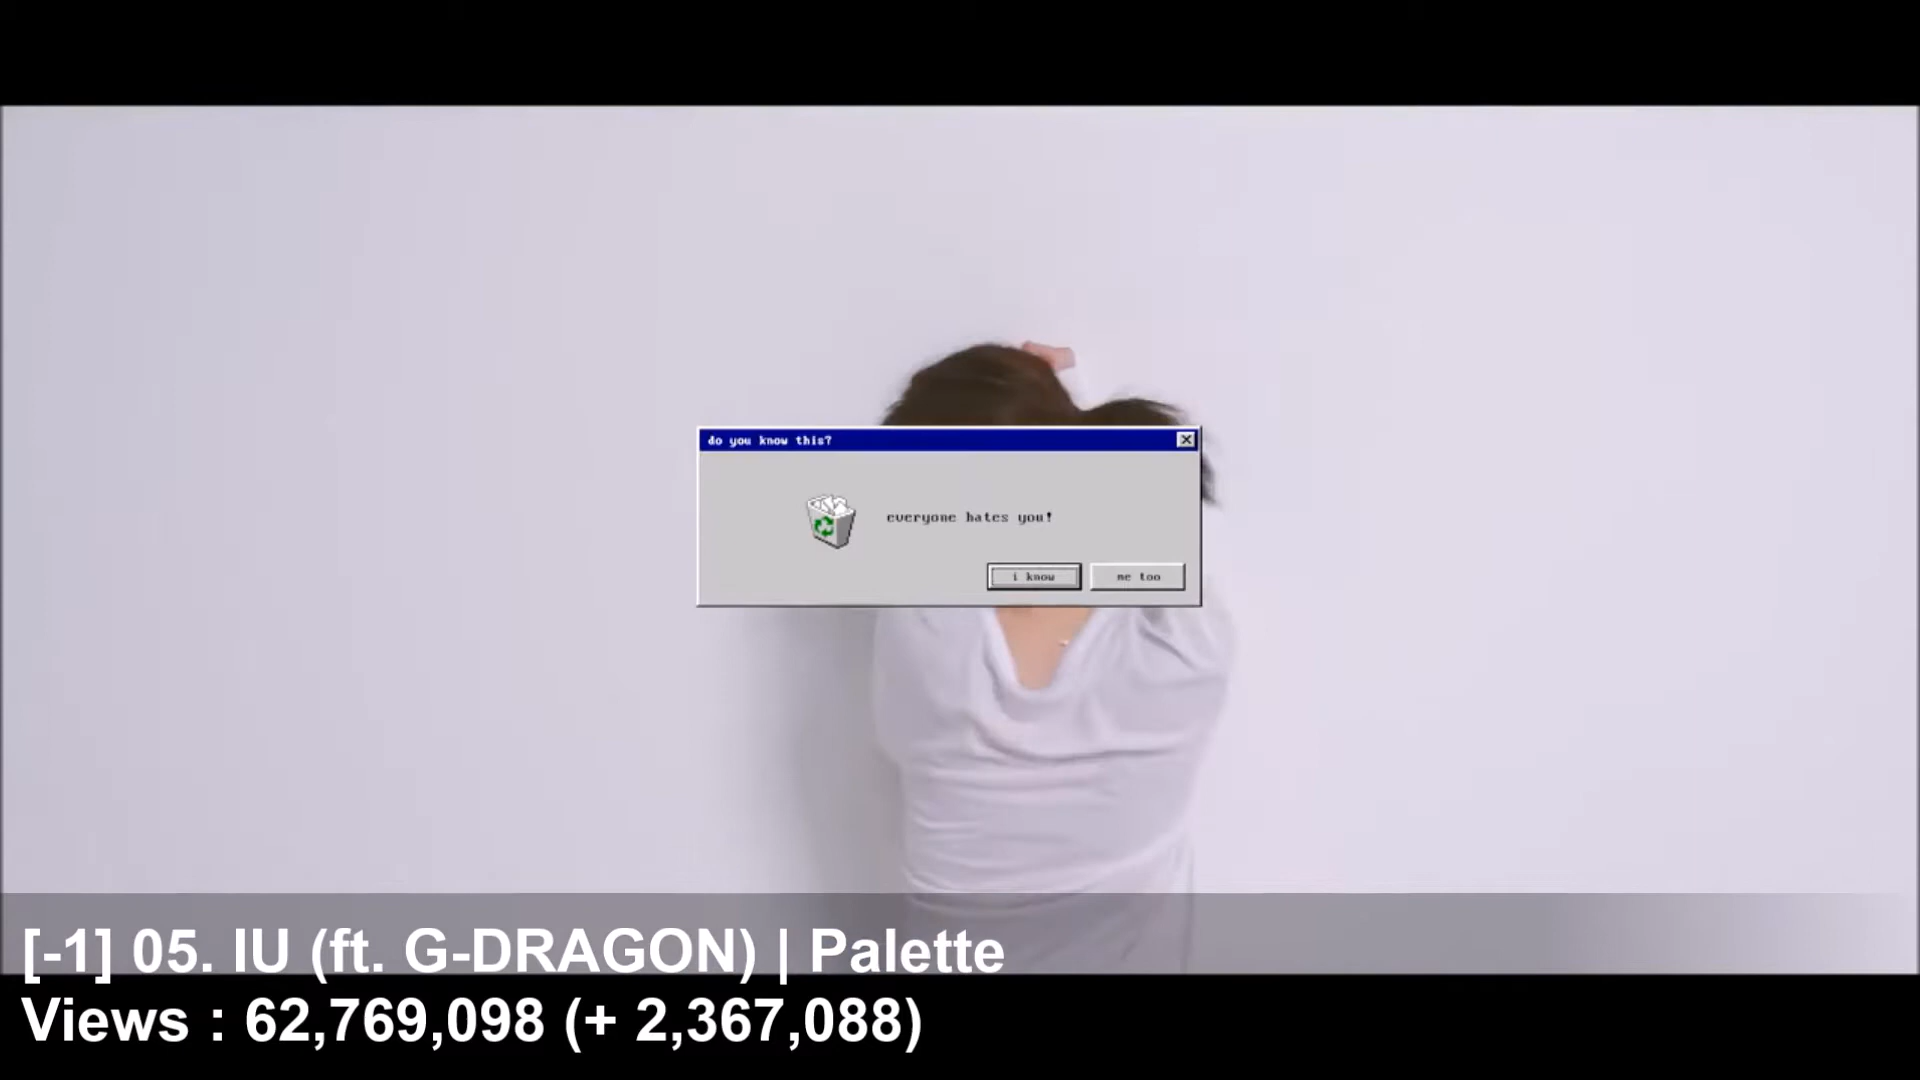 do you know this?
everyone hates you!
i know
me too
[-1] 05. IU (ft. G-DRAGON) | Palette
Views : 62,769,098 (+ 2,367,088)